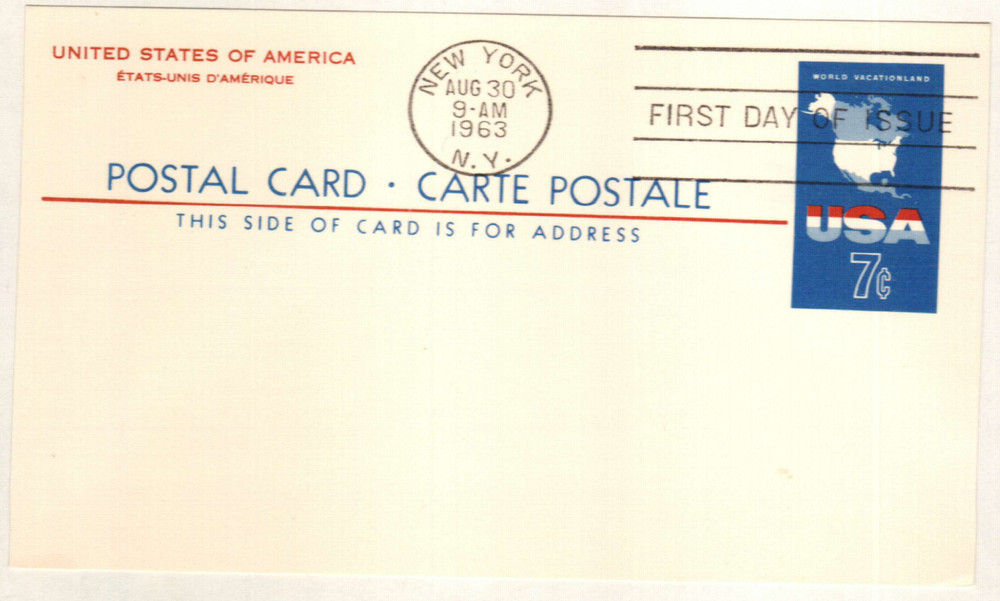 UNITED STATES OF AMERICA
ÉTATS-UNIS D'AMÉRIQUE
NEW YORK
AUG 30
9-AM
1963
N.Y.
FIRST DAY OF ISSUE
WORLD VACATIONLAND
USA
7¢
POSTAL CARD · CARTE POSTALE
THIS SIDE OF CARD IS FOR ADDRESS